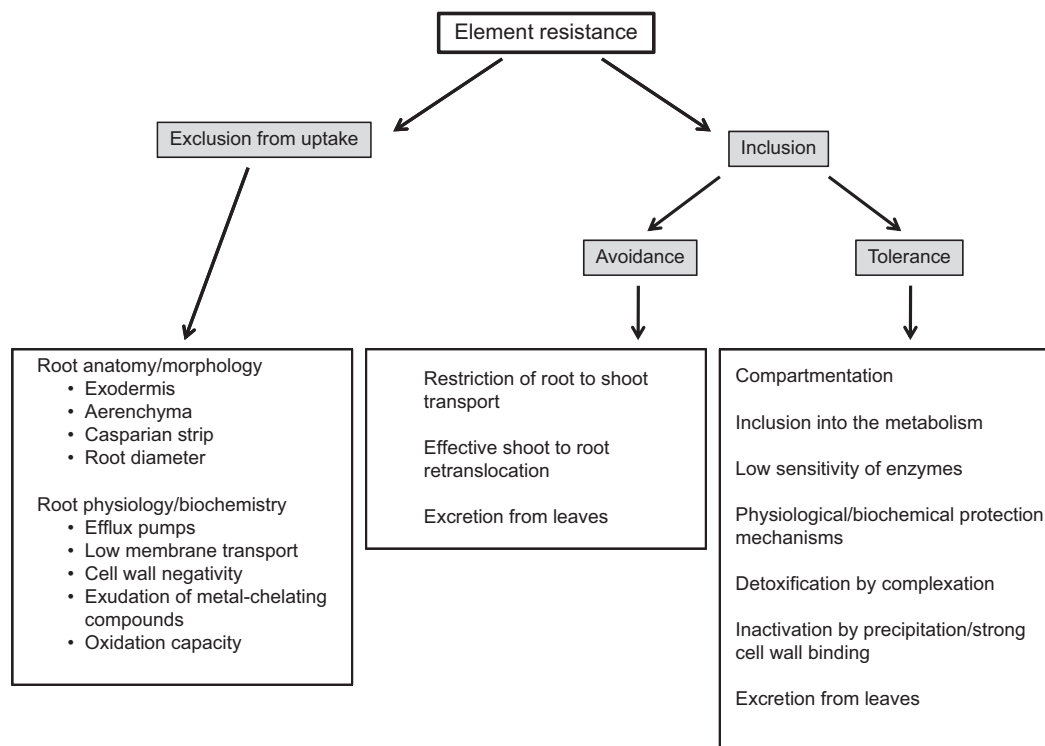 Element resistance
Exclusion from uptake
Inclusion
Avoidance
Tolerance
Root anatomy/morphology
• Exodermis
• Aerenchyma
• Casparian strip
• Root diameter
Root physiology/biochemistry
• Efflux pumps
• Low membrane transport
• Cell wall negativity
• Exudation of metal-chelating
compounds
• Oxidation capacity
Restriction of root to shoot
transport
Effective shoot to root
retranslocation
Excretion from leaves
Compartmentation
Inclusion into the metabolism
Low sensitivity of enzymes
Physiological/biochemical protection
mechanisms
Detoxification by complexation
Inactivation by precipitation/strong
cell wall binding
Excretion from leaves